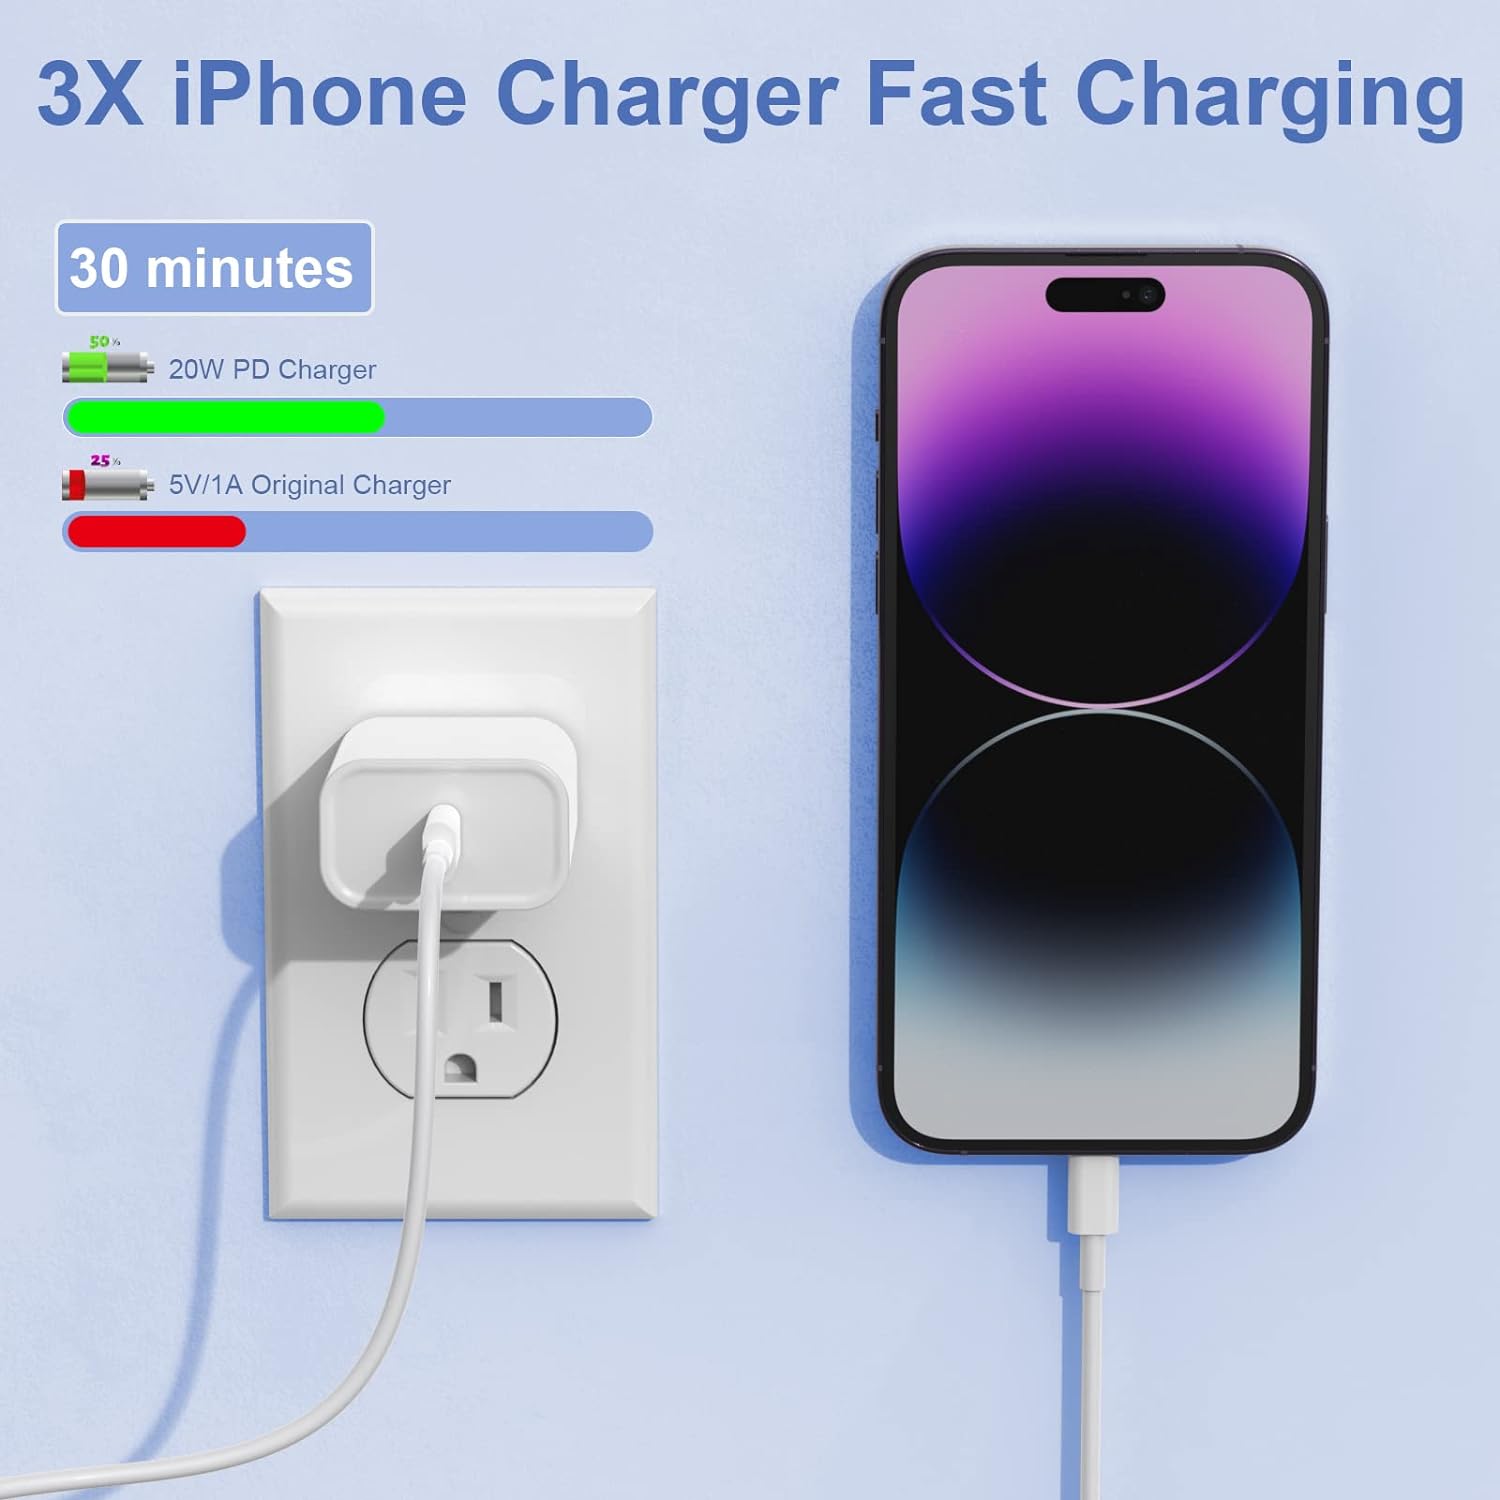 3X iPhone Charger Fast Charging
30 minutes
50%
20W PD Charger
25%
5V/1A Original Charger